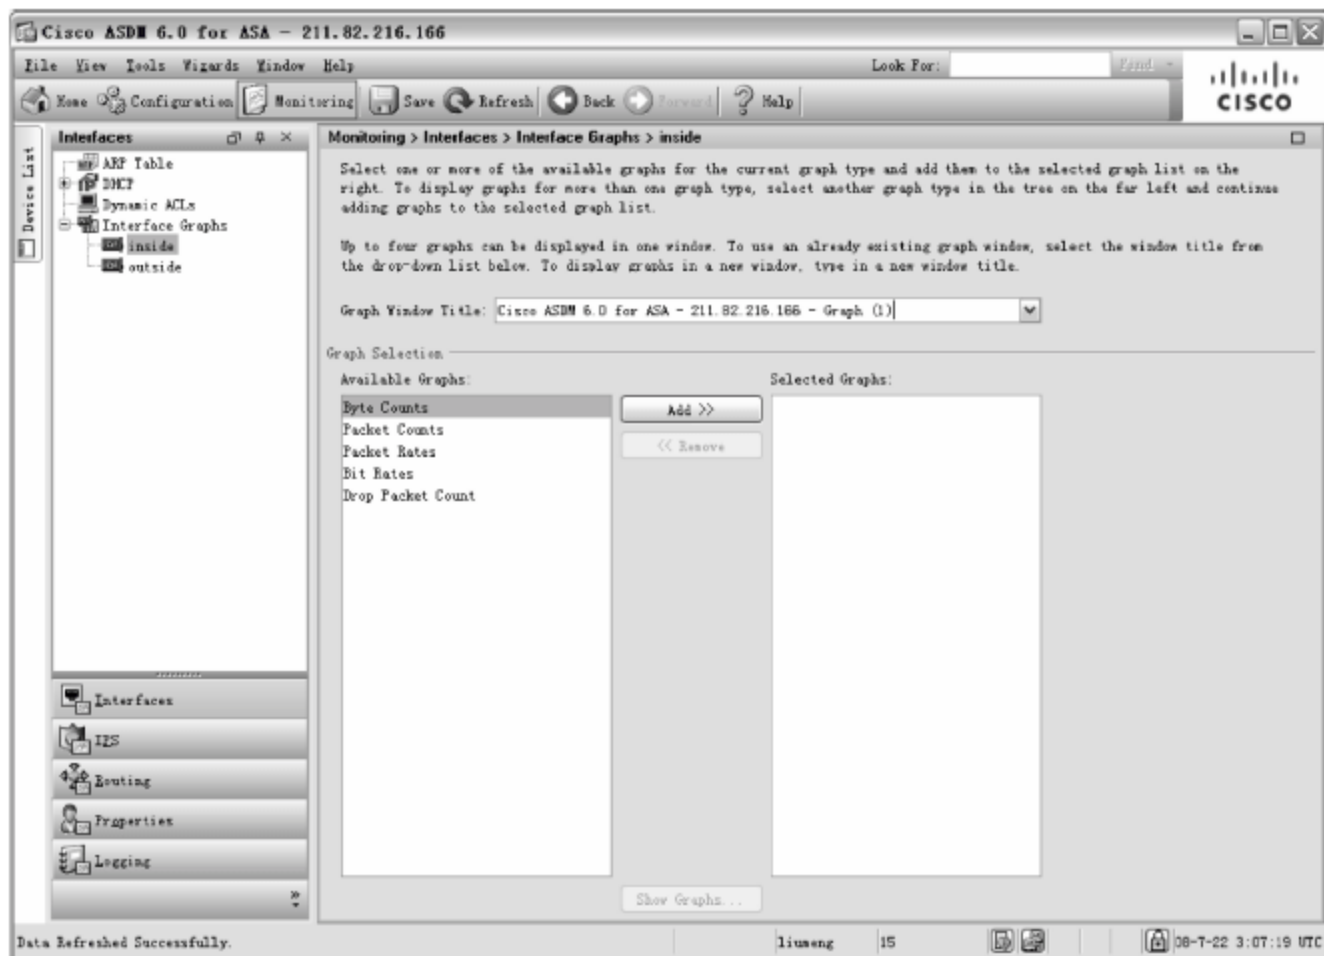 Cisco ASDM 6.0 for ASA - 211.82.216.166
File View Tools Wizards Window Help
Look For: Find
Home Configuration Monitoring Save Refresh Back Forward Help
CISCO
Device List
Interfaces
ARP Table
DHCP
Dynamic ACLs
Interface Graphs
inside
outside
Interfaces
IPS
Routing
Properties
Logging
Monitoring > Interfaces > Interface Graphs > inside
Select one or more of the available graphs for the current graph type and add them to the selected graph list on the
right. To display graphs for more than one graph type, select another graph type in the tree on the far left and continue
adding graphs to the selected graph list.
Up to four graphs can be displayed in one window. To use an already existing graph window, select the window title from
the drop-down list below. To display graphs in a new window, type in a new window title.
Graph Window Title: Cisco ASDM 6.0 for ASA - 211.82.216.166 - Graph (1)
Graph Selection
Available Graphs:
Byte Counts
Packet Counts
Packet Rates
Bit Rates
Drop Packet Count
Add >>
<< Remove
Selected Graphs:
Show Graphs...
Data Refreshed Successfully.
liumeng
15
08-7-22 3:07:19 UTC